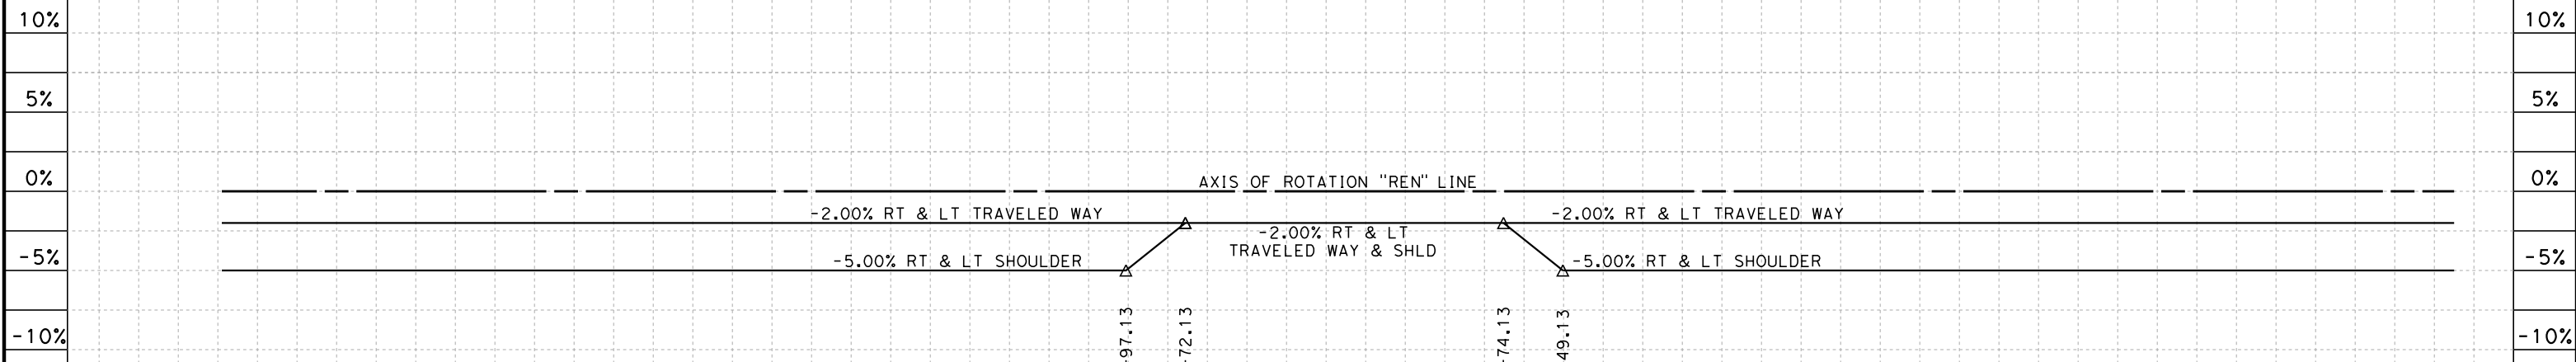 10% 10%
5% 5%
0% AXIS OF ROTATION "REN" LINE 0%
-2.00% RT & LT TRAVELED WAY -2.00% RT & LT TRAVELED WAY
-2.00% RT & LT
TRAVELED WAY & SHLD
-5% -5.00% RT & LT SHOULDER -5.00% RT & LT SHOULDER -5%
97.13
72.13
74.13
49.13
-10% -10%